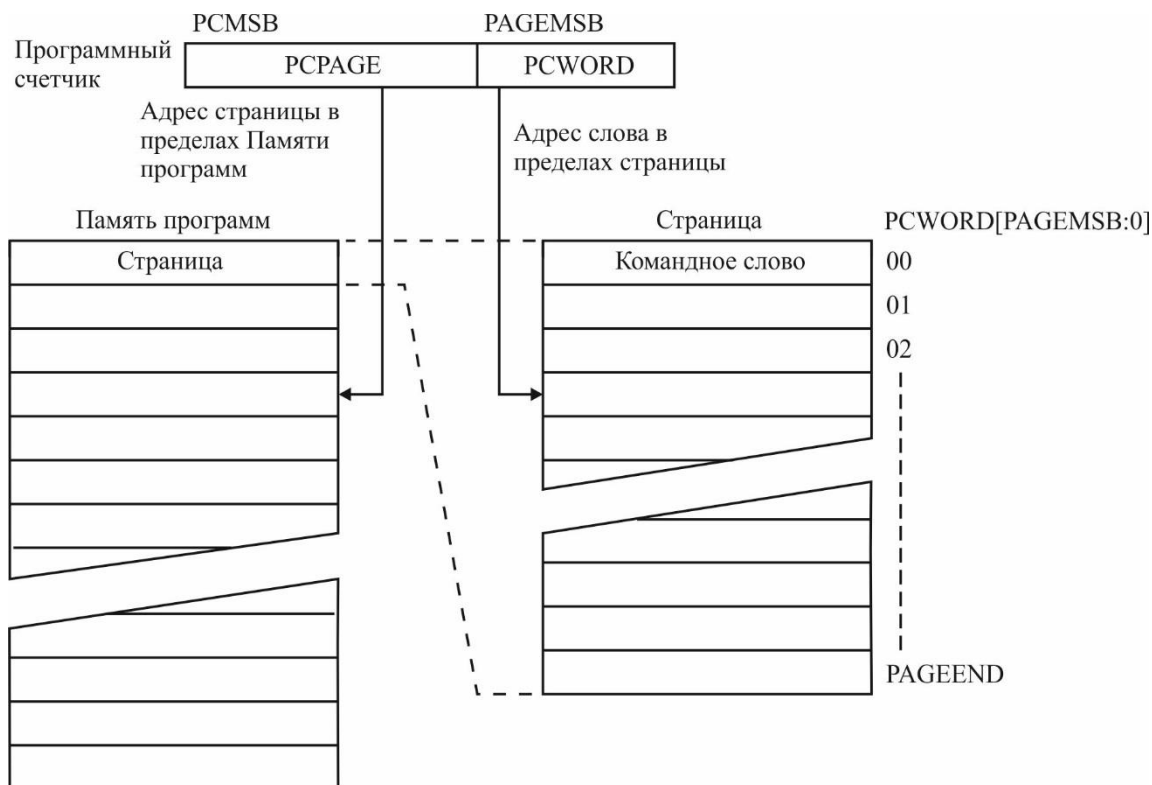 PCMSB PAGEMSB
Программный
счетчик
PCPAGE PCWORD
Адрес страницы в
пределах Памяти
программ
Адрес слова в
пределах страницы
Память программ
Страница
Страница PCWORD[PAGEMSB:0]
Командное слово 00
01
02
PAGEEND